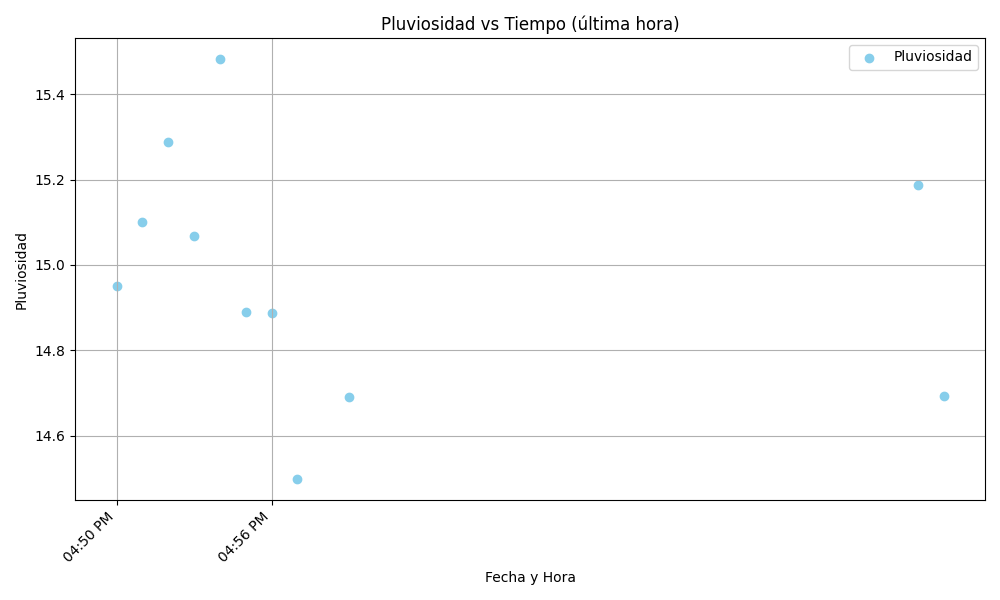 Pluviosidad vs Tiempo (última hora)
Pluviosidad
15.4
15.2
15.0
14.8
14.6
Pluviosidad
04:50 PM
04:56 PM
Fecha y Hora